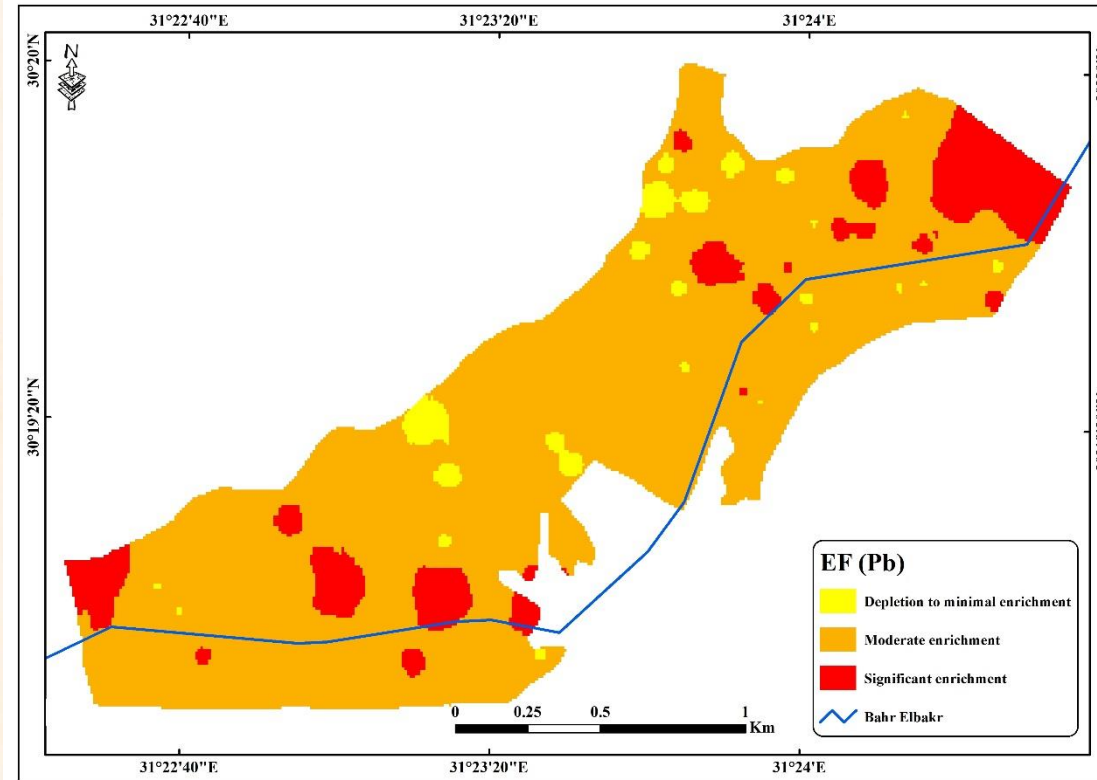 31°22'40"E 31°23'20"E 31°24'E
N
30°20'N
30°19'20"N
EF (Pb)
Depletion to minimal enrichment
Moderate enrichment
Significant enrichment
Bahr Elbakr
0 0.25 0.5 1
Km
31°22'40"E 31°23'20"E 31°24'E